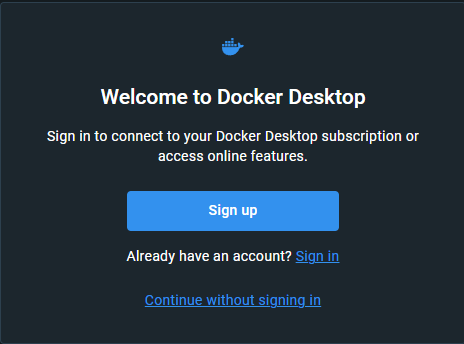 Welcome to Docker Desktop
Sign in to connect to your Docker Desktop subscription or
access online features.
Sign up
Already have an account? Sign in
Continue without signing in